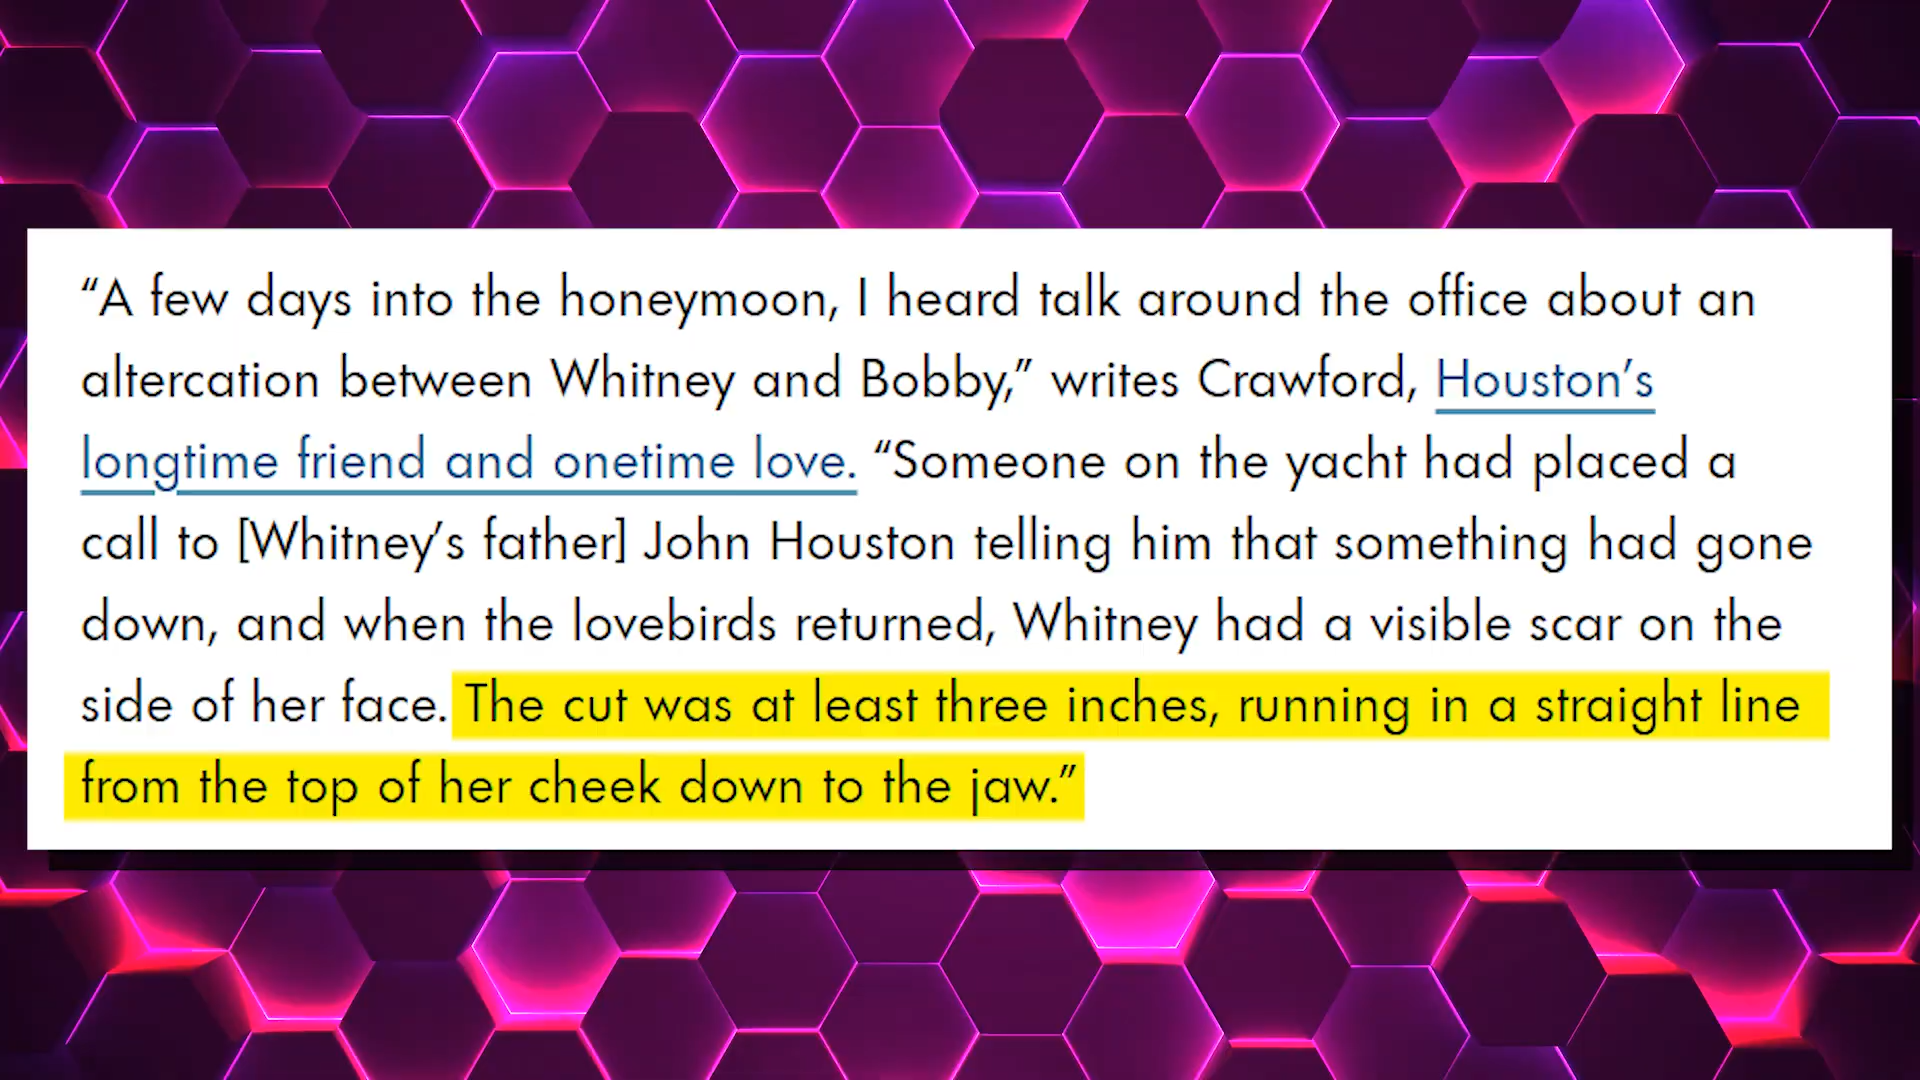 “A few days into the honeymoon, I heard talk around the office about an
altercation between Whitney and Bobby,” writes Crawford, Houston’s
longtime friend and onetime love. “Someone on the yacht had placed a
call to [Whitney’s father] John Houston telling him that something had gone
down, and when the lovebirds returned, Whitney had a visible scar on the
side of her face. The cut was at least three inches, running in a straight line
from the top of her cheek down to the jaw.”